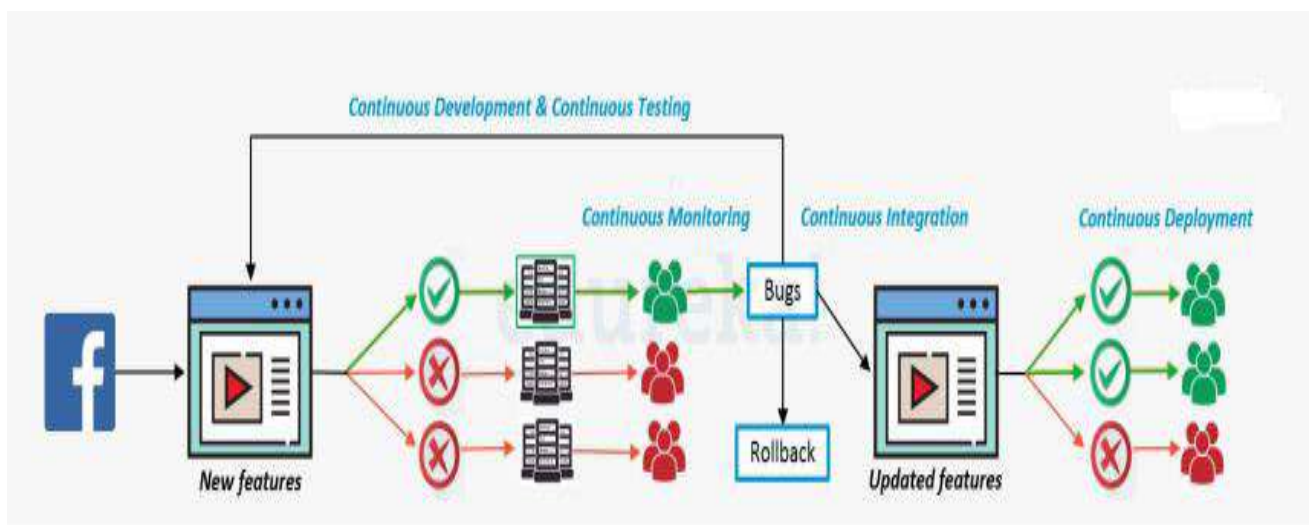 Continuous Development & Continuous Testing
Continuous Monitoring
Continuous Integration
Continuous Deployment
Bugs
f
Rollback
New features
Updated features